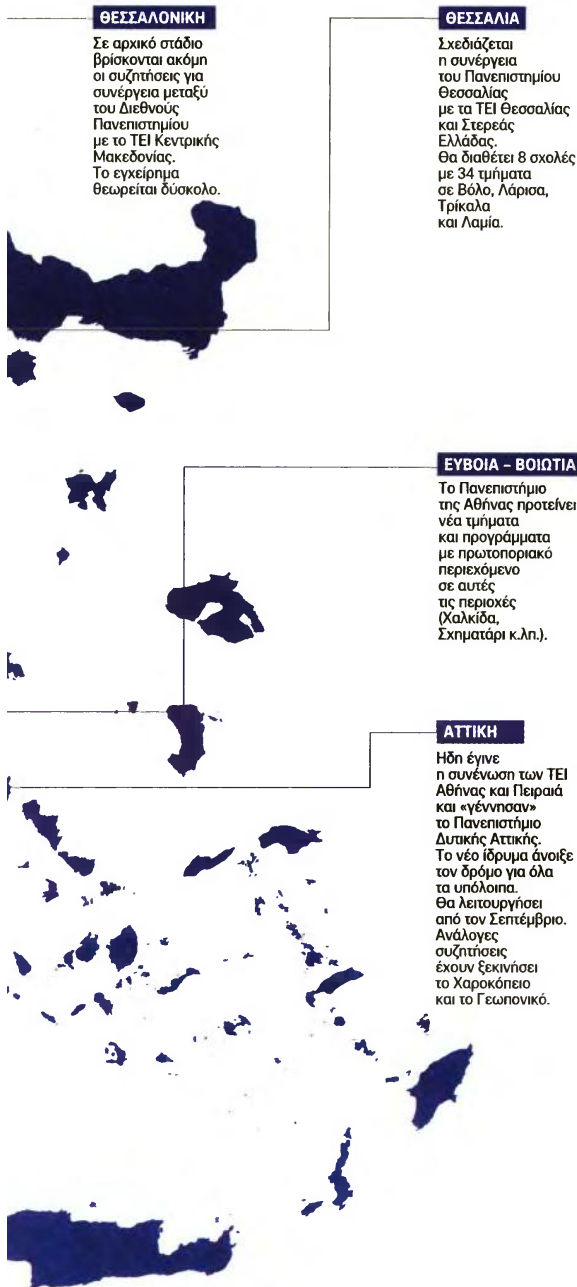 ΘΕΣΣΑΛΟΝΙΚΗ
Σε αρχικό στάδιο
βρίσκονται ακόμη
οι συζητήσεις για
συνέργεια μεταξύ
του Διεθνούς
Πανεπιστημίου
με το ΤΕΙ Κεντρικής
Μακεδονίας.
Το εγχείρημα
θεωρείται δύσκολο.
ΘΕΣΣΑΛΙΑ
Σχεδιάζεται
η συνέργεια
του Πανεπιστημίου
Θεσσαλίας
με τα ΤΕΙ Θεσσαλίας
και Στερεάς
Ελλάδας.
Θα διαθέτει 8 σχολές
με 34 τμήματα
σε Βόλο, Λάρισα,
Τρίκαλα
και Λαμία.
ΕΥΒΟΙΑ – ΒΟΙΩΤΙΑ
Το Πανεπιστήμιο
της Αθήνας προτείνει
νέα τμήματα
και προγράμματα
με πρωτοποριακό
περιεχόμενο
σε αυτές
τις περιοχές
(Χαλκίδα,
Σχηματάρι κ.λπ.).
ΑΤΤΙΚΗ
Ηδη έγινε
η συνένωση των ΤΕΙ
Αθήνας και Πειραιά
και «γέννησαν»
το Πανεπιστήμιο
Δυτικής Αττικής.
Το νέο ίδρυμα άνοιξε
τον δρόμο για όλα
τα υπόλοιπα.
Θα λειτουργήσει
από τον Σεπτέμβριο.
Ανάλογες
συζητήσεις
έχουν ξεκινήσει
το Χαροκόπειο
και το Γεωπονικό.